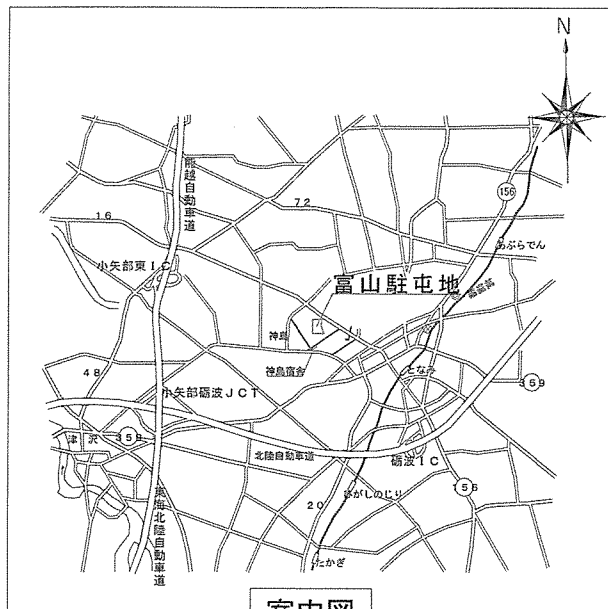 N
能越自動車道
156
72
16
あぶらでん
小矢部東IC
富山駐屯地
神島
となみ
神島宿舎
359
48
小矢部砺波JCT
津沢
359
北陸自動車道
砺波IC
156
ひがしのじり
20
東海北陸自動車道
たかぎ
案内図